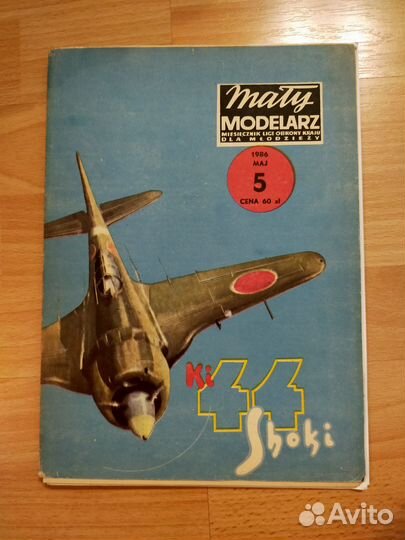 mały
MODELARZ
MIESIĘCZNIK LIGI OBRONY KRAJU
DLA MŁODZIEŻY
1986
MAJ
5
CENA 60 zł
Ki
44
Shoki
Avito